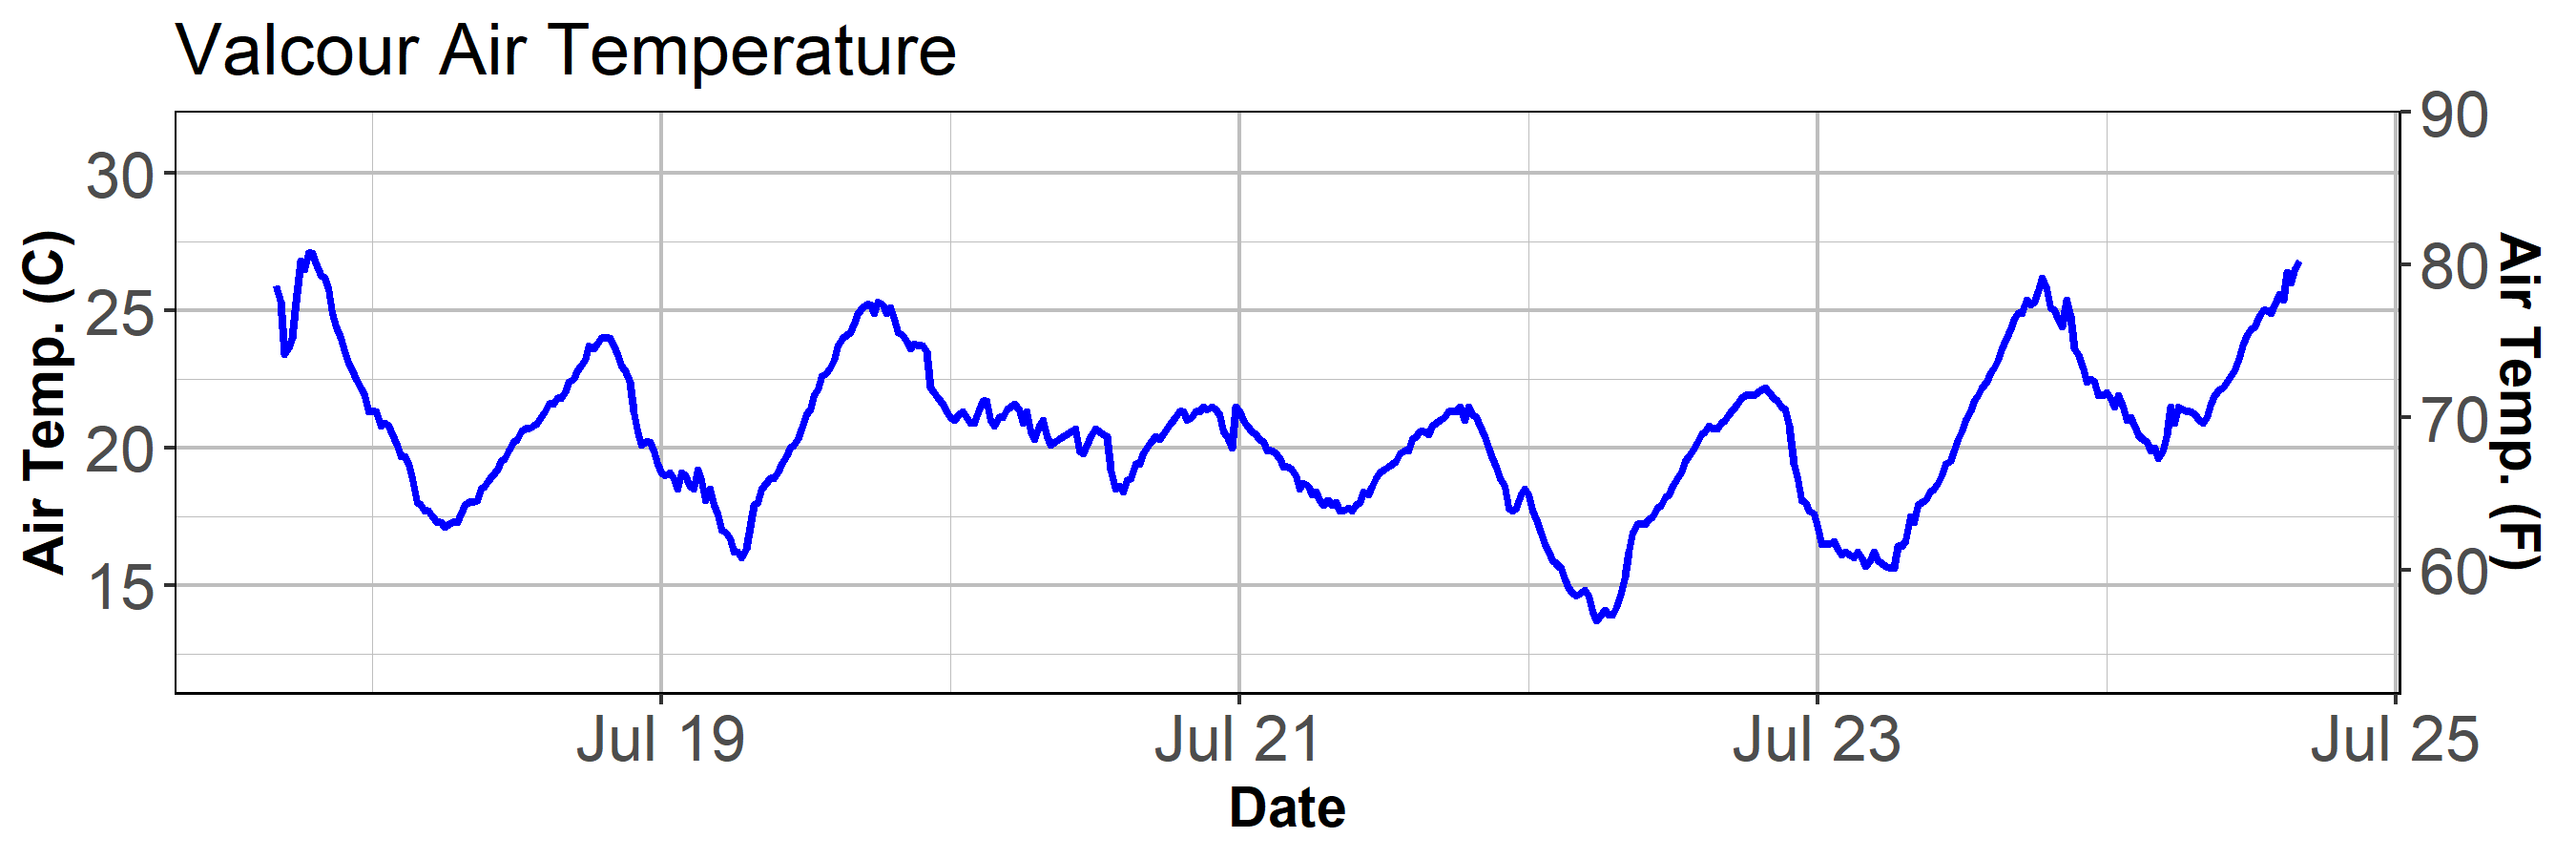 Valcour Air Temperature
Air Temp. (C)
30
25
20
15
90
80
70
60
Air Temp. (F)
Jul 19 Jul 21 Jul 23 Jul 25
Date